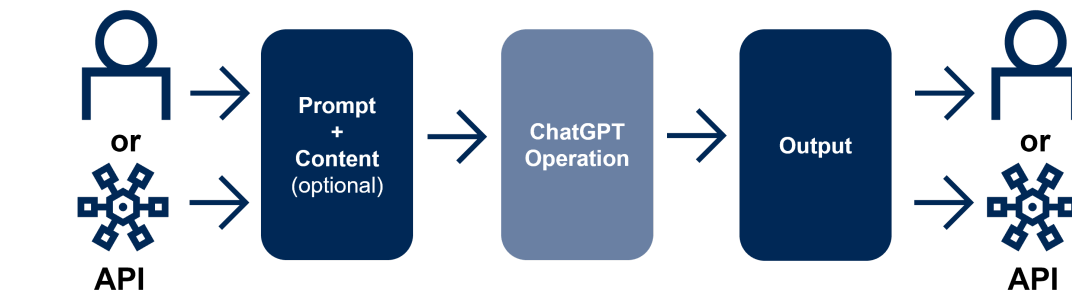 or
API
Prompt
+
Content
(optional)
ChatGPT
Operation
Output
or
API